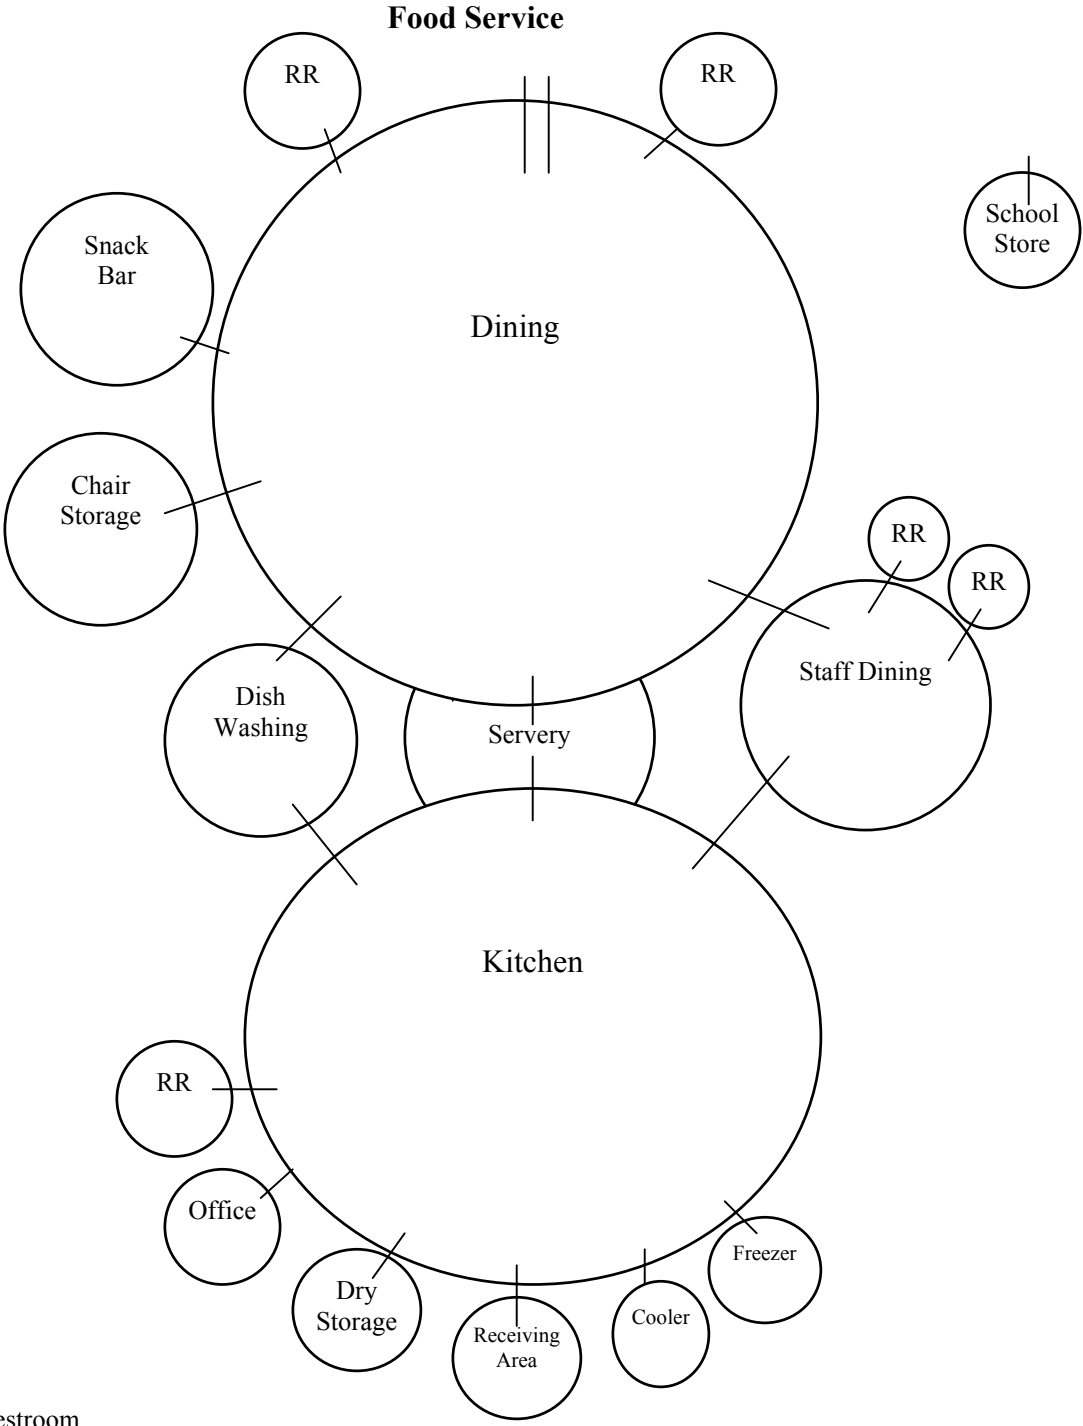 Food Service
RR
RR
School
Store
Snack
Bar
Dining
Chair
Storage
RR
RR
Staff Dining
Dish
Washing
Servery
Kitchen
RR
Office
Freezer
Dry
Storage
Cooler
Receiving
Area
estroom